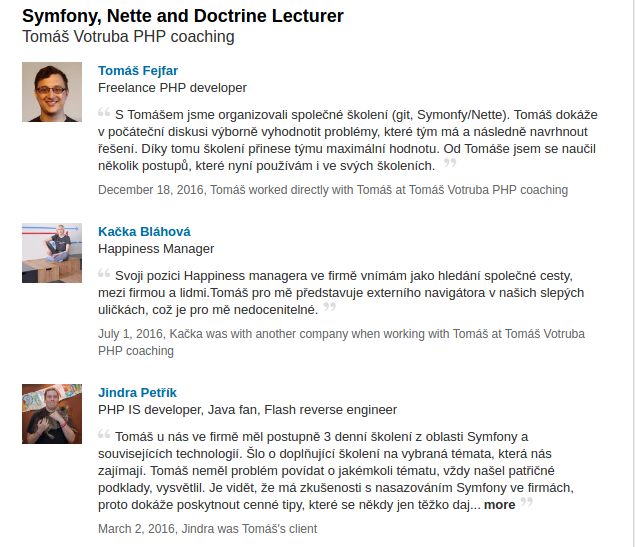 Symfony, Nette and Doctrine Lecturer
Tomáš Votruba PHP coaching
Tomáš Fejfar
Freelance PHP developer
“ S Tomášem jsme organizovali společné školení (git, Symonfy/Nette). Tomáš dokáže
v počáteční diskusi výborně vyhodnotit problémy, které tým má a následně navrhnout
řešení. Díky tomu školení přinese týmu maximální hodnotu. Od Tomáše jsem se naučil
několik postupů, které nyní používám i ve svých školeních. ”
December 18, 2016, Tomáš worked directly with Tomáš at Tomáš Votruba PHP coaching
Kačka Bláhová
Happiness Manager
“ Svoji pozici Happiness managera ve firmě vnímám jako hledání společné cesty,
mezi firmou a lidmi.Tomáš pro mě představuje externího navigátora v našich slepých
uličkách, což je pro mě nedocenitelné. ”
July 1, 2016, Kačka was with another company when working with Tomáš at Tomáš Votruba
PHP coaching
Jindra Petřík
PHP IS developer, Java fan, Flash reverse engineer
“ Tomáš u nás ve firmě měl postupně 3 denní školení z oblasti Symfony a
souvisejících technologií. Šlo o doplňující školení na vybraná témata, která nás
zajímají. Tomáš neměl problém povídat o jakémkoli tématu, vždy našel patřičné
podklady, vysvětlil. Je vidět, že má zkušenosti s nasazováním Symfony ve firmách,
proto dokáže poskytnout cenné tipy, které se někdy jen těžko daj... more ”
March 2, 2016, Jindra was Tomáš's client